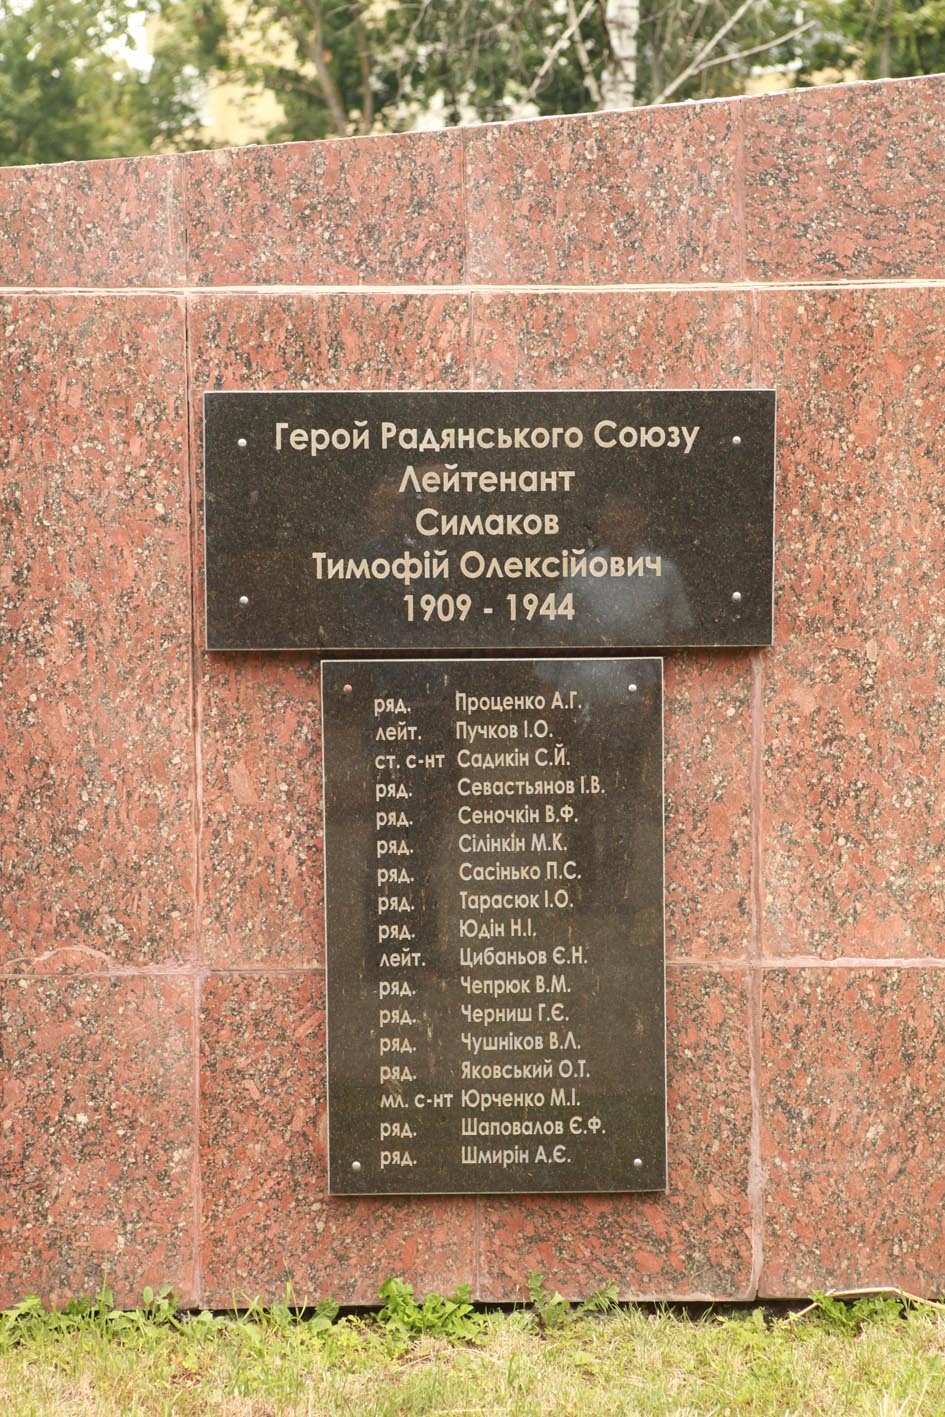 Герой Радянського Союзу
Лейтенант
Симаков
Тимофій Олексійович
1909 - 1944
ряд. Проценко А.Г.
лейт. Пучков І.О.
ст. с-нт Садикін С.Й.
ряд. Севастьянов І.В.
ряд. Сеночкін В.Ф.
ряд. Сілінкін М.К.
ряд. Сасінько П.С.
ряд. Тарасюк І.О.
ряд. Юдін Н.І.
лейт. Цибаньов Є.Н.
ряд. Чепрюк В.М.
ряд. Черниш Г.Є.
ряд. Чушніков В.Л.
ряд. Яковський О.Т.
мл. с-нт Юрченко М.І.
ряд. Шаповалов Є.Ф.
ряд. Шмирін А.Є.